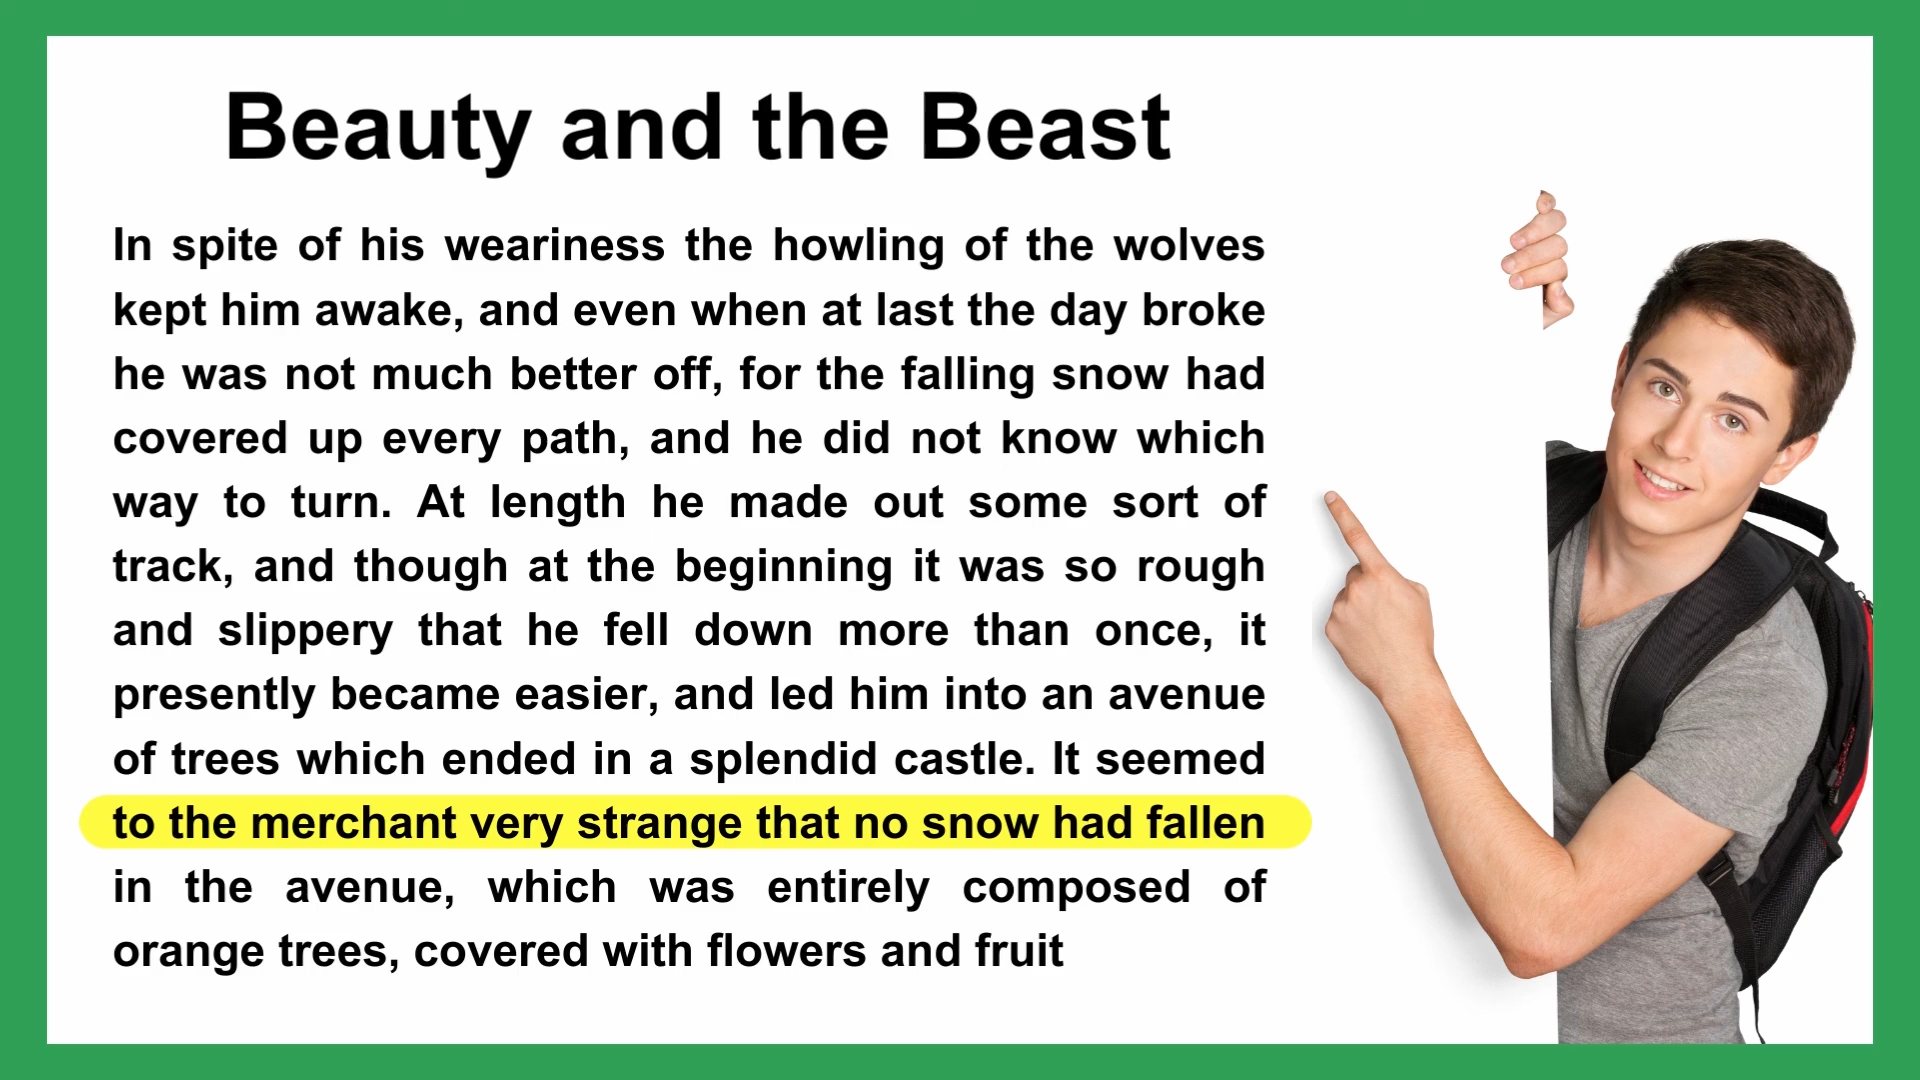 Beauty and the Beast
In spite of his weariness the howling of the wolves
kept him awake, and even when at last the day broke
he was not much better off, for the falling snow had
covered up every path, and he did not know which
way to turn. At length he made out some sort of
track, and though at the beginning it was so rough
and slippery that he fell down more than once, it
presently became easier, and led him into an avenue
of trees which ended in a splendid castle. It seemed
to the merchant very strange that no snow had fallen
in the avenue, which was entirely composed of
orange trees, covered with flowers and fruit